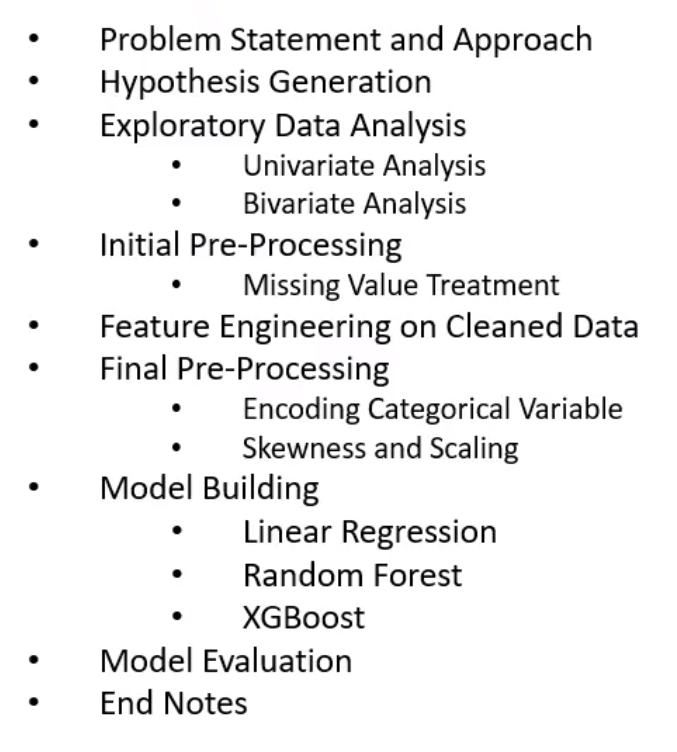 • Problem Statement and Approach
• Hypothesis Generation
• Exploratory Data Analysis
• Univariate Analysis
• Bivariate Analysis
• Initial Pre-Processing
• Missing Value Treatment
• Feature Engineering on Cleaned Data
• Final Pre-Processing
• Encoding Categorical Variable
• Skewness and Scaling
• Model Building
• Linear Regression
• Random Forest
• XGBoost
• Model Evaluation
• End Notes